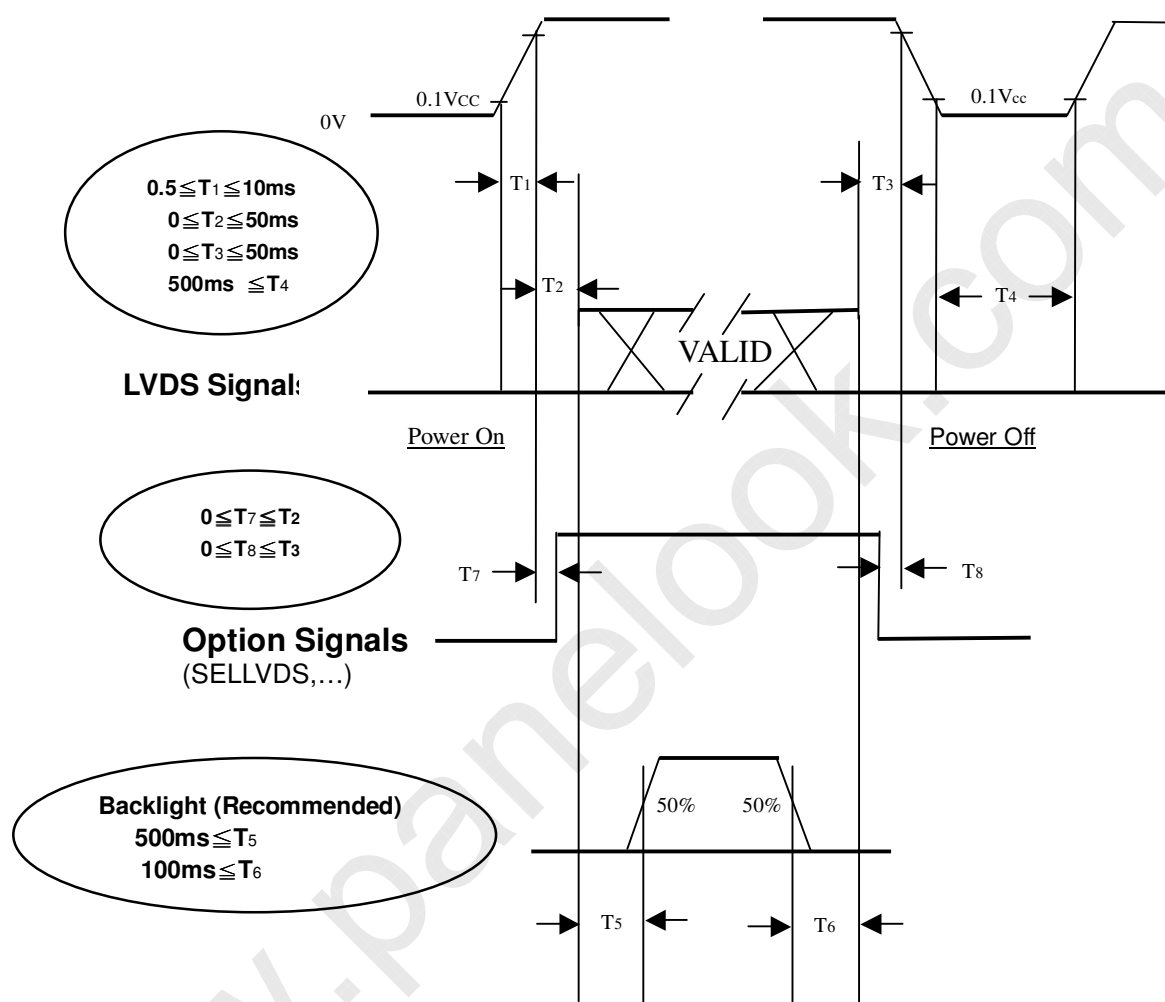 0.1VCC
0.1Vcc
0V
0.5≦T1≦10ms
0≦T2≦50ms
0≦T3≦50ms
500ms ≦T4
T1
T3
T2
T4
VALID
LVDS Signals
Power On
Power Off
0≦T7≦T2
0≦T8≦T3
T7
T8
Option Signals
(SELLVDS,…)
Backlight (Recommended)
500ms≦T5
100ms≦T6
50%
50%
T5
T6
.panelook.com